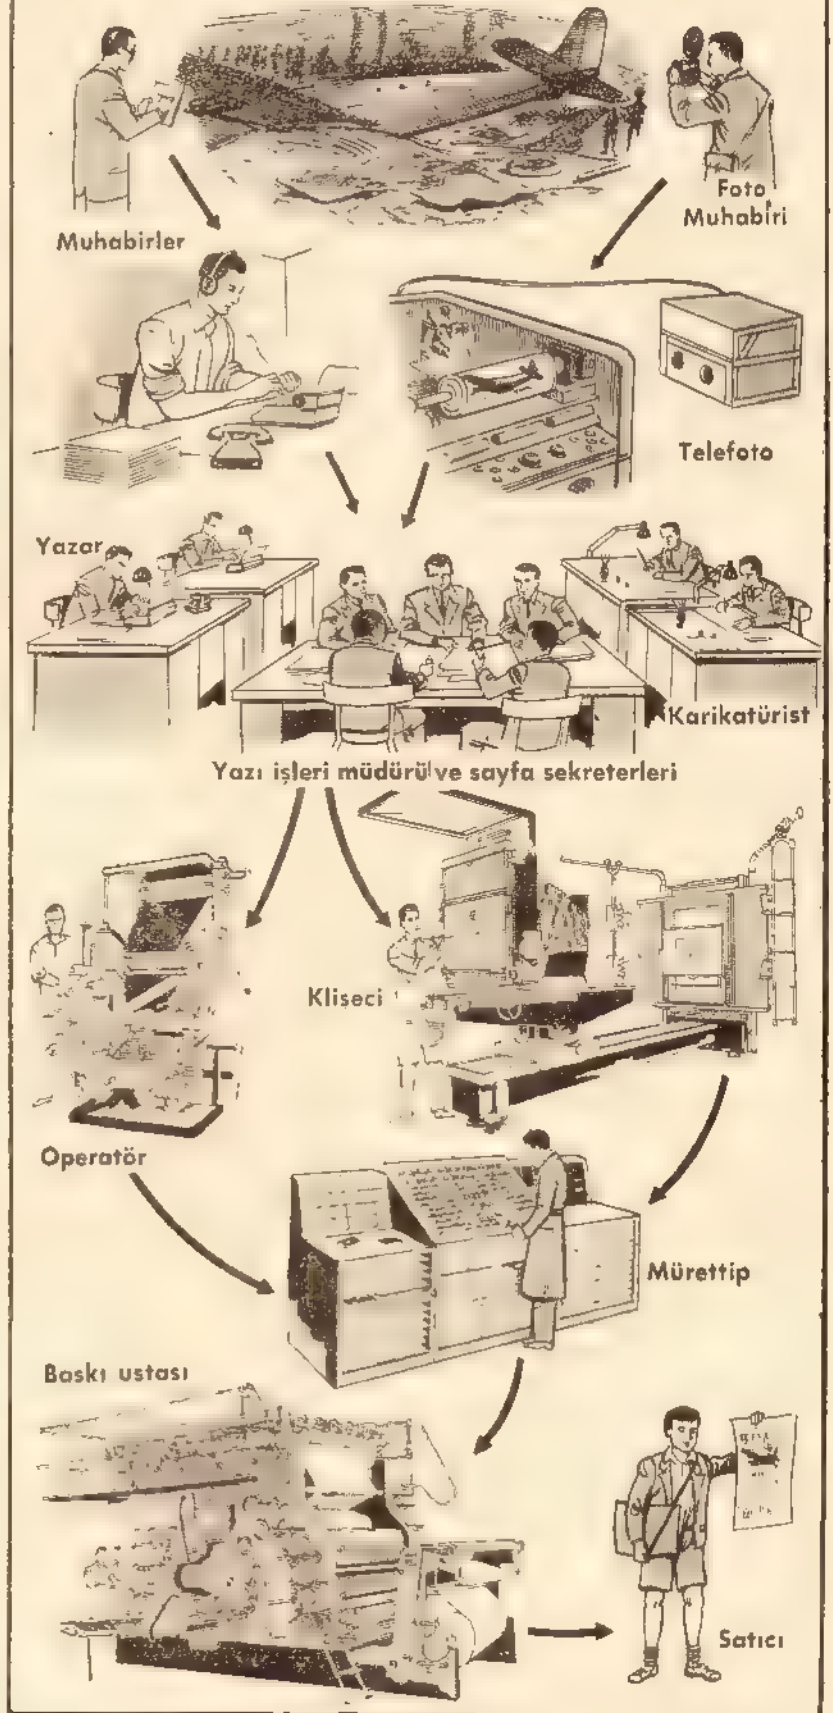 Foto
Muhabiri
Muhabirler
Telefoto
Yazar
Karikatürist
Yazı işleri müdürü ve sayfa sekreterleri
Klişeci
Operatör
Mürettip
Baskı ustası
Satıcı